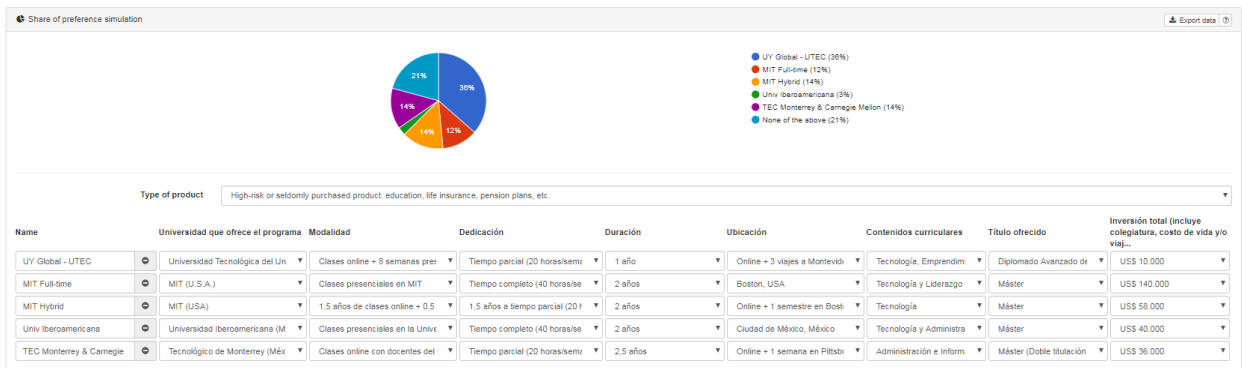 Share of preference simulation
Export data
?
36%
12%
14%
14%
21%
UY Global - UTEC (36%)
MIT Full-time (12%)
MIT Hybrid (14%)
Univ Iberoamericana (3%)
TEC Monterrey & Carnegie Mellon (14%)
None of the above (21%)
Type of product High-risk or seldomly purchased product: education, life insurance, pension plans, etc.
Name Universidad que ofrece el programa Modalidad Dedicación Duración Ubicación Contenidos curriculares Título ofrecido Inversión total (incluye colegiatura, costo de vida y/o viaj...
UY Global - UTEC Universidad Tecnológica del Un Clases online + 8 semanas pres Tiempo parcial (20 horas/sema 1 año Online + 3 viajes a Montevid Tecnología, Emprendimi Diplomado Avanzado de US$ 10.000
MIT Full-time MIT (U.S.A.) Clases presenciales en MIT Tiempo completo (40 horas/se 2 años Boston, USA Tecnología y Liderazgo Máster US$ 140.000
MIT Hybrid MIT (USA) 1,5 años de clases online + 0,5 1,5 años a tiempo parcial (20 h 2 años Online + 1 semestre en Bost Tecnología Máster US$ 58.000
Univ Iberoamericana Universidad Iberoamericana (M Clases presenciales en la Unive Tiempo completo (40 horas/se 2 años Ciudad de México, México Tecnología y Administra Máster US$ 40.000
TEC Monterrey & Carnegie Tecnológico de Monterrey (Méx Clases online con docentes del Tiempo parcial (20 horas/sema 2,5 años Online + 1 semana en Pittsb Administración e Inform Máster (Doble titulación US$ 36.000